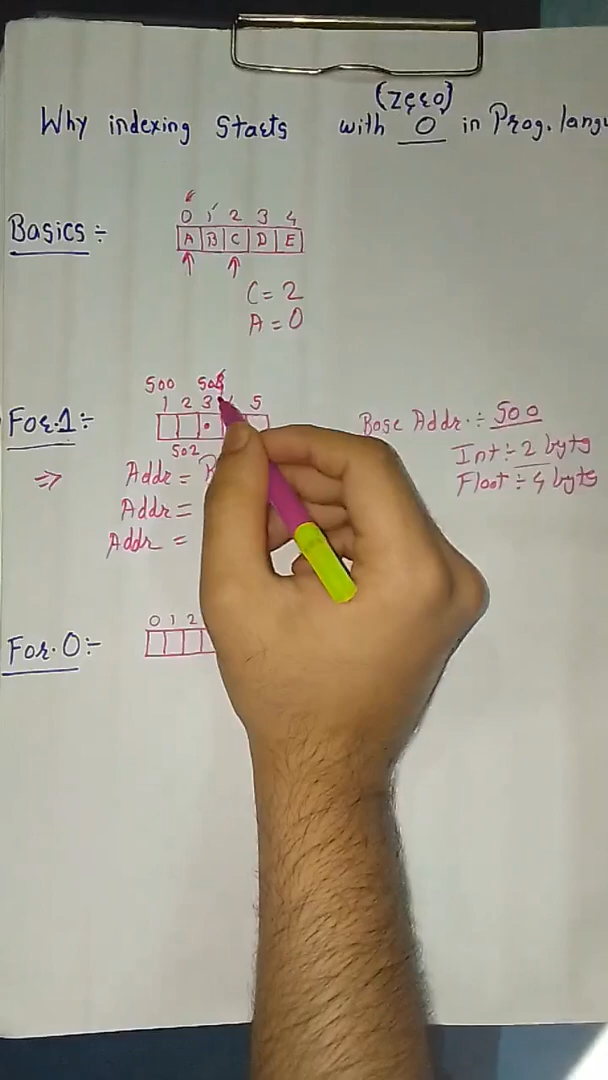 Why indexing Starts with 0 in Prog. langu
(Zero)
Basics :-
0 1 2 3 4
A B C D E
C = 2
A = 0
500
1 2 3 5
For.1 :-
502
Base Addr. :- 500
Int :- 2 byts
Float :- 4 byts
⇒ Addr =
Addr =
Addr =
0 1 2
For.0 :-